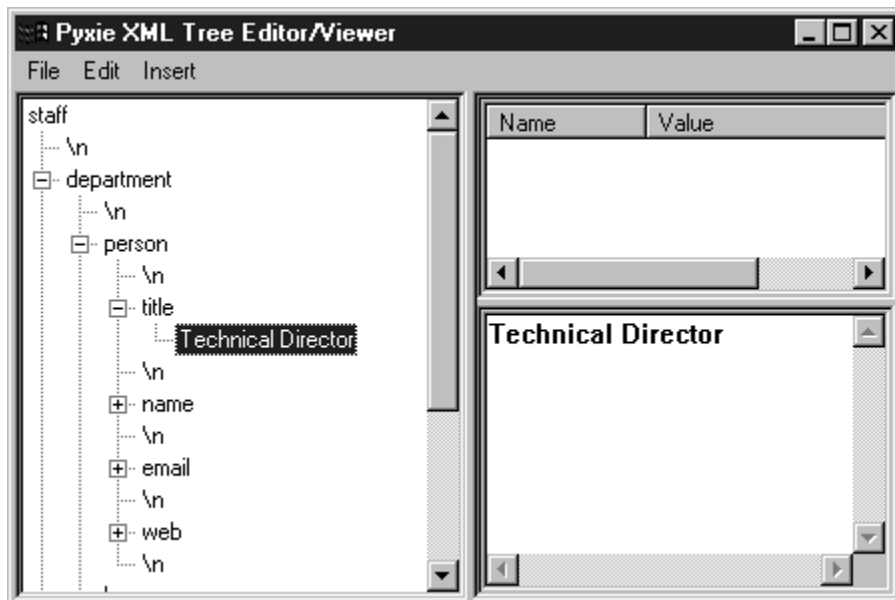 Pyxie XML Tree Editor/Viewer
File Edit Insert
staff
\n
department
\n
person
\n
title
Technical Director
\n
name
\n
email
\n
web
\n
Name Value
Technical Director